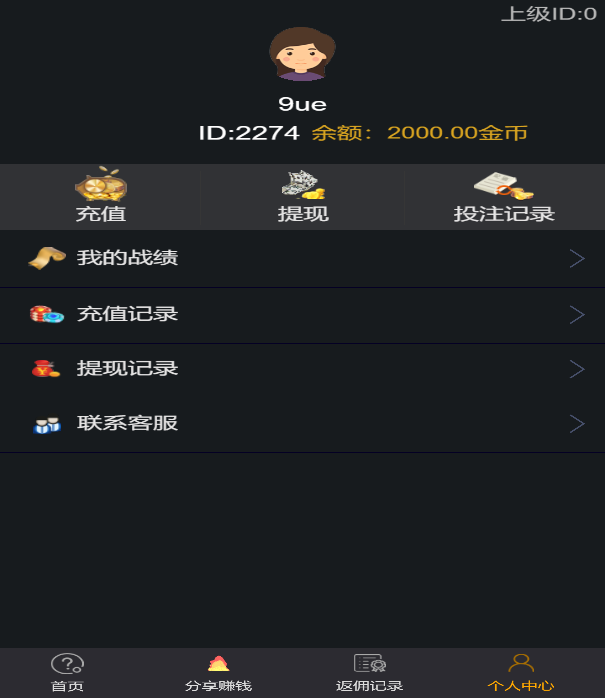 上级ID:0
9ue
ID:2274 余额：2000.00金币
充值 提现 投注记录
我的战绩
充值记录
提现记录
联系客服
首页 分享赚钱 返佣记录 个人中心